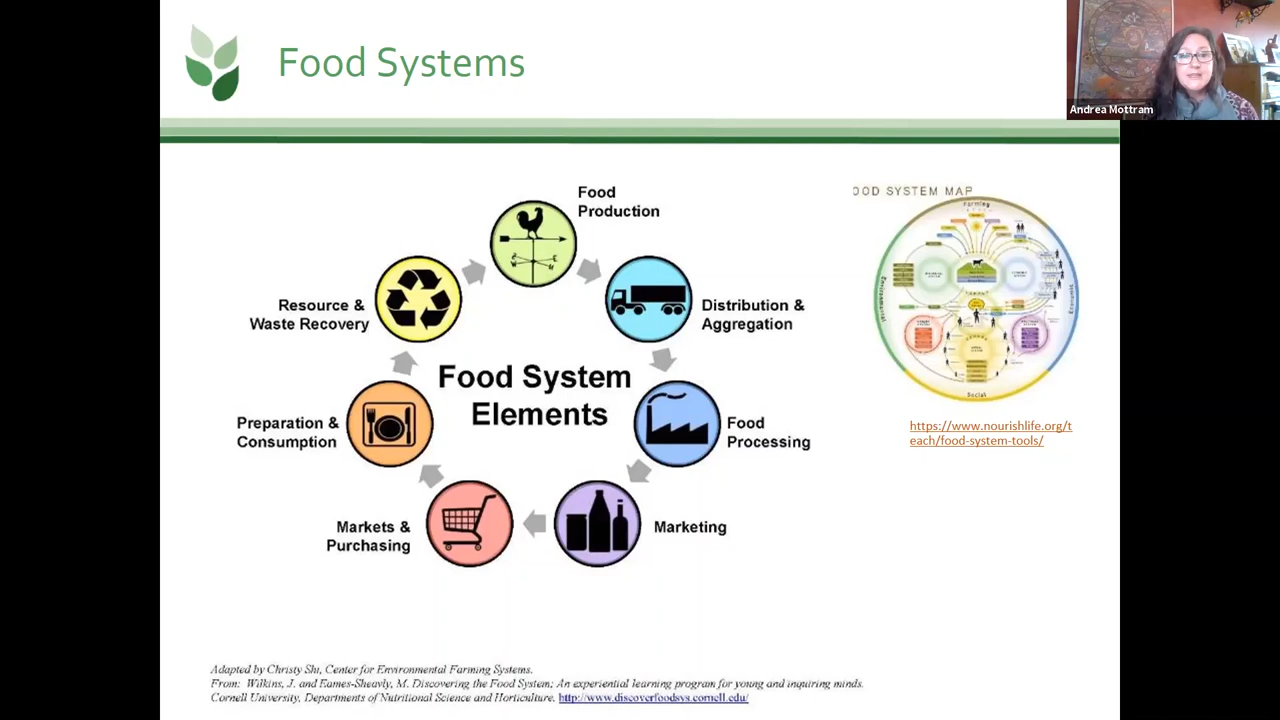 Food Systems
Andrea Mottram
Food
Production
Distribution &
Aggregation
Food
Processing
Marketing
Markets &
Purchasing
Preparation &
Consumption
Resource &
Waste Recovery
Food System
Elements
OOD SYSTEM MAP
Farming
Social
https://www.nourishlife.org/t
each/food-system-tools/
Adapted by Christy Shi, Center for Environmental Farming Systems.
From: Wilkins, J. and Eames-Sheavly, M. Discovering the Food System; An experiential learning program for young and inquiring minds.
Cornell University, Departments of Nutritional Science and Horticulture. http://www.discoverfoodsys.cornell.edu/